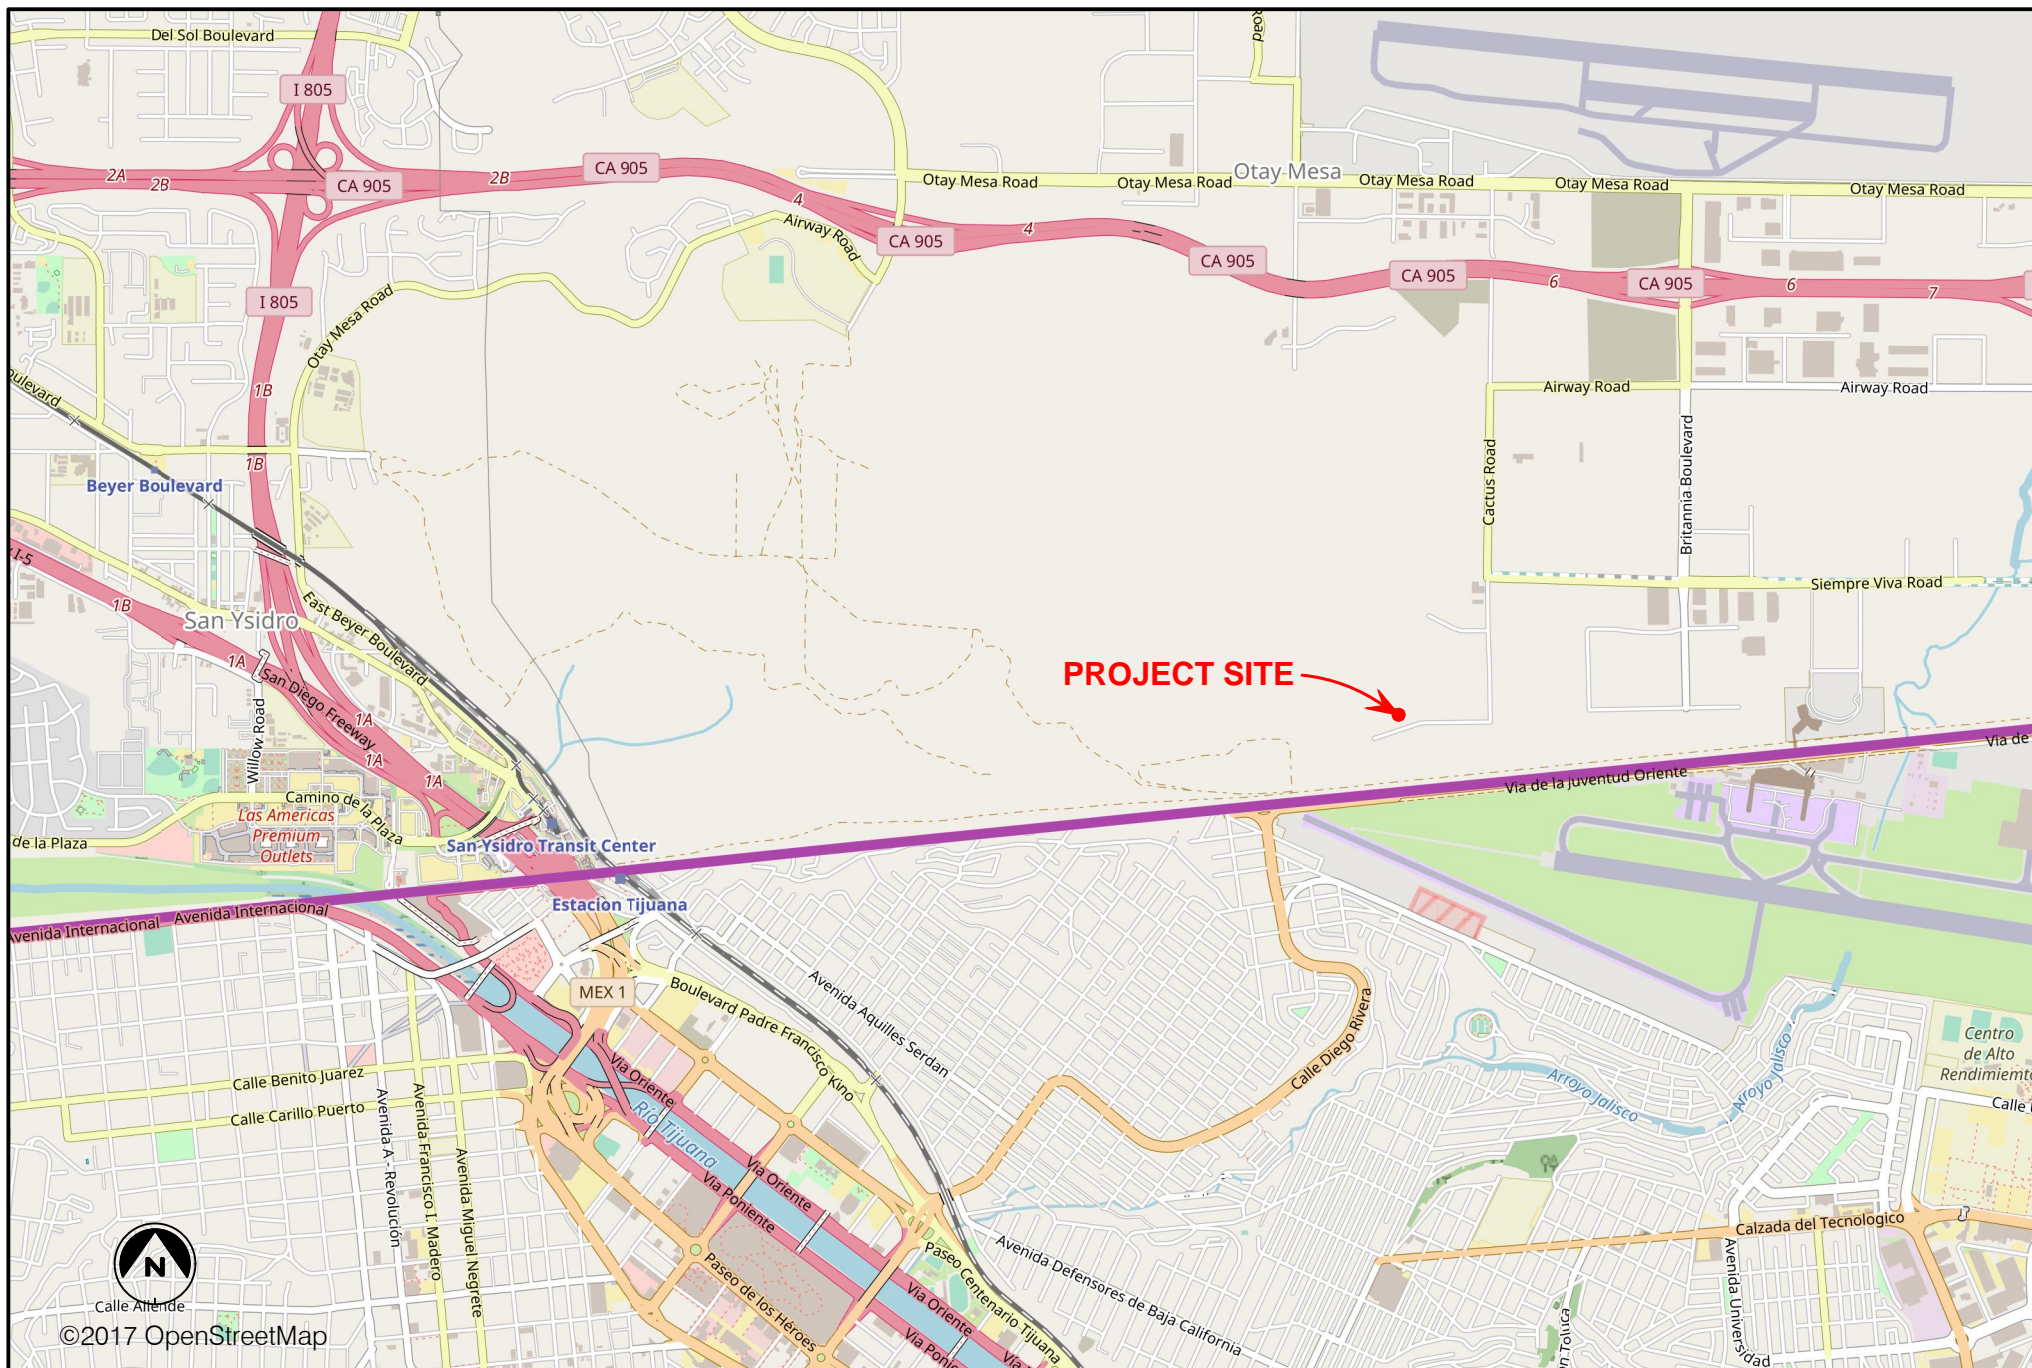 Del Sol Boulevard
Road
I 805
2A
2B
CA 905
2B
CA 905
4
Airway Road
CA 905
4
Otay Mesa Road
Otay Mesa Road
Otay Mesa
Otay Mesa Road
Otay Mesa Road
Otay Mesa Road
CA 905
CA 905
6
CA 905
6
7
I 805
Otay Mesa Road
1B
Airway Road
Airway Road
oulevard
1B
Beyer Boulevard
Cactus Road
Britannia Boulevard
I-5
1B
San Ysidro
East Beyer Boulevard
Siempre Viva Road
1A
San Diego Freeway
1A
1A
1A
Willow Road
PROJECT SITE
Via de
Via de la Juventud Oriente
Camino de la Plaza
Las Americas
Premium
Outlets
de la Plaza
San Ysidro Transit Center
Estacion Tijuana
Avenida Internacional
Avenida Internacional
MEX 1
Boulevard Padre Francisco Kino
Avenida Aquilles Serdan
Calle Diego Rivera
Centro
de Alto
Rendimiento
Arroyo Jalisco
Arroyo Jalisco
Calle
Calle Benito Juarez
Calle Carillo Puerto
Via Oriente
Río Tijuana
Avenida A - Revolución
Avenida Francisco I. Madero
Avenida Miguel Negrete
Via Oriente
Via Poniente
Calzada del Tecnologico
Avenida Universidad
Paseo de los Héroes
Paseo Centenario Tijuana
Avenida Defensores de Baja California
Via Oriente
Via Poni
Via
N
Calle Allende
©2017 OpenStreetMap